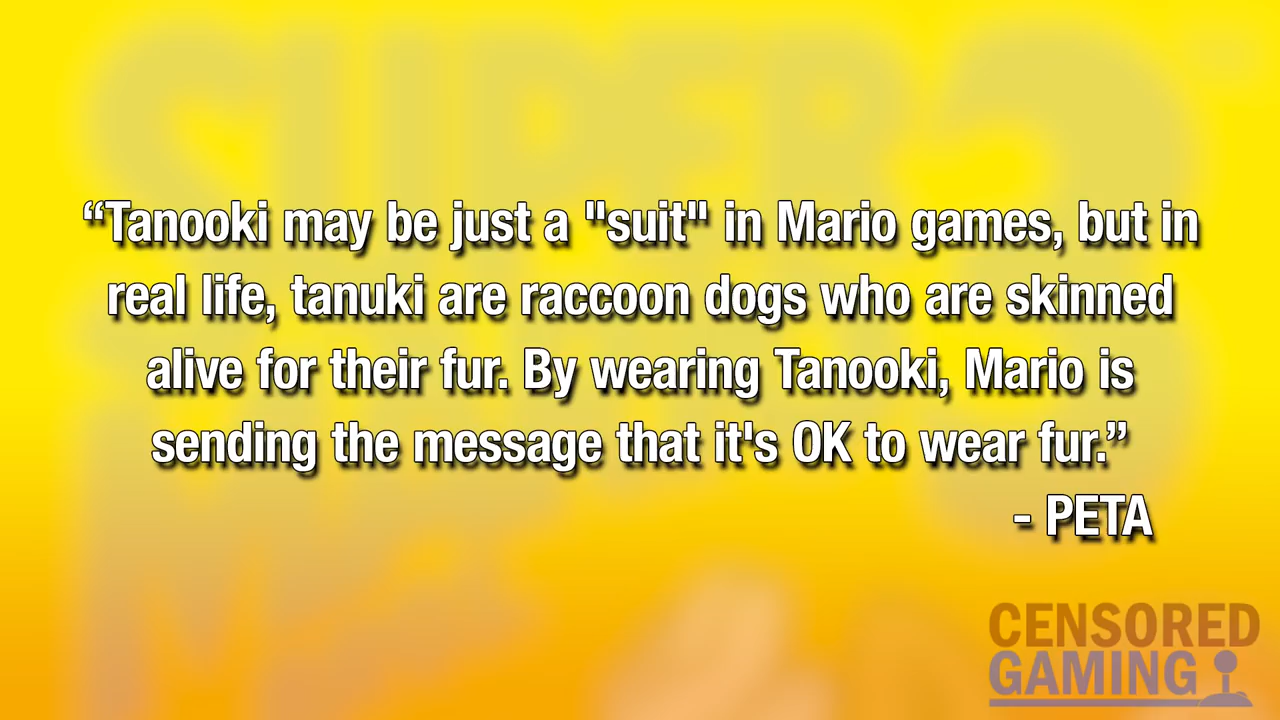 “Tanooki may be just a "suit" in Mario games, but in
real life, tanuki are raccoon dogs who are skinned
alive for their fur. By wearing Tanooki, Mario is
sending the message that it's OK to wear fur.”
- PETA
CENSORED
GAMING